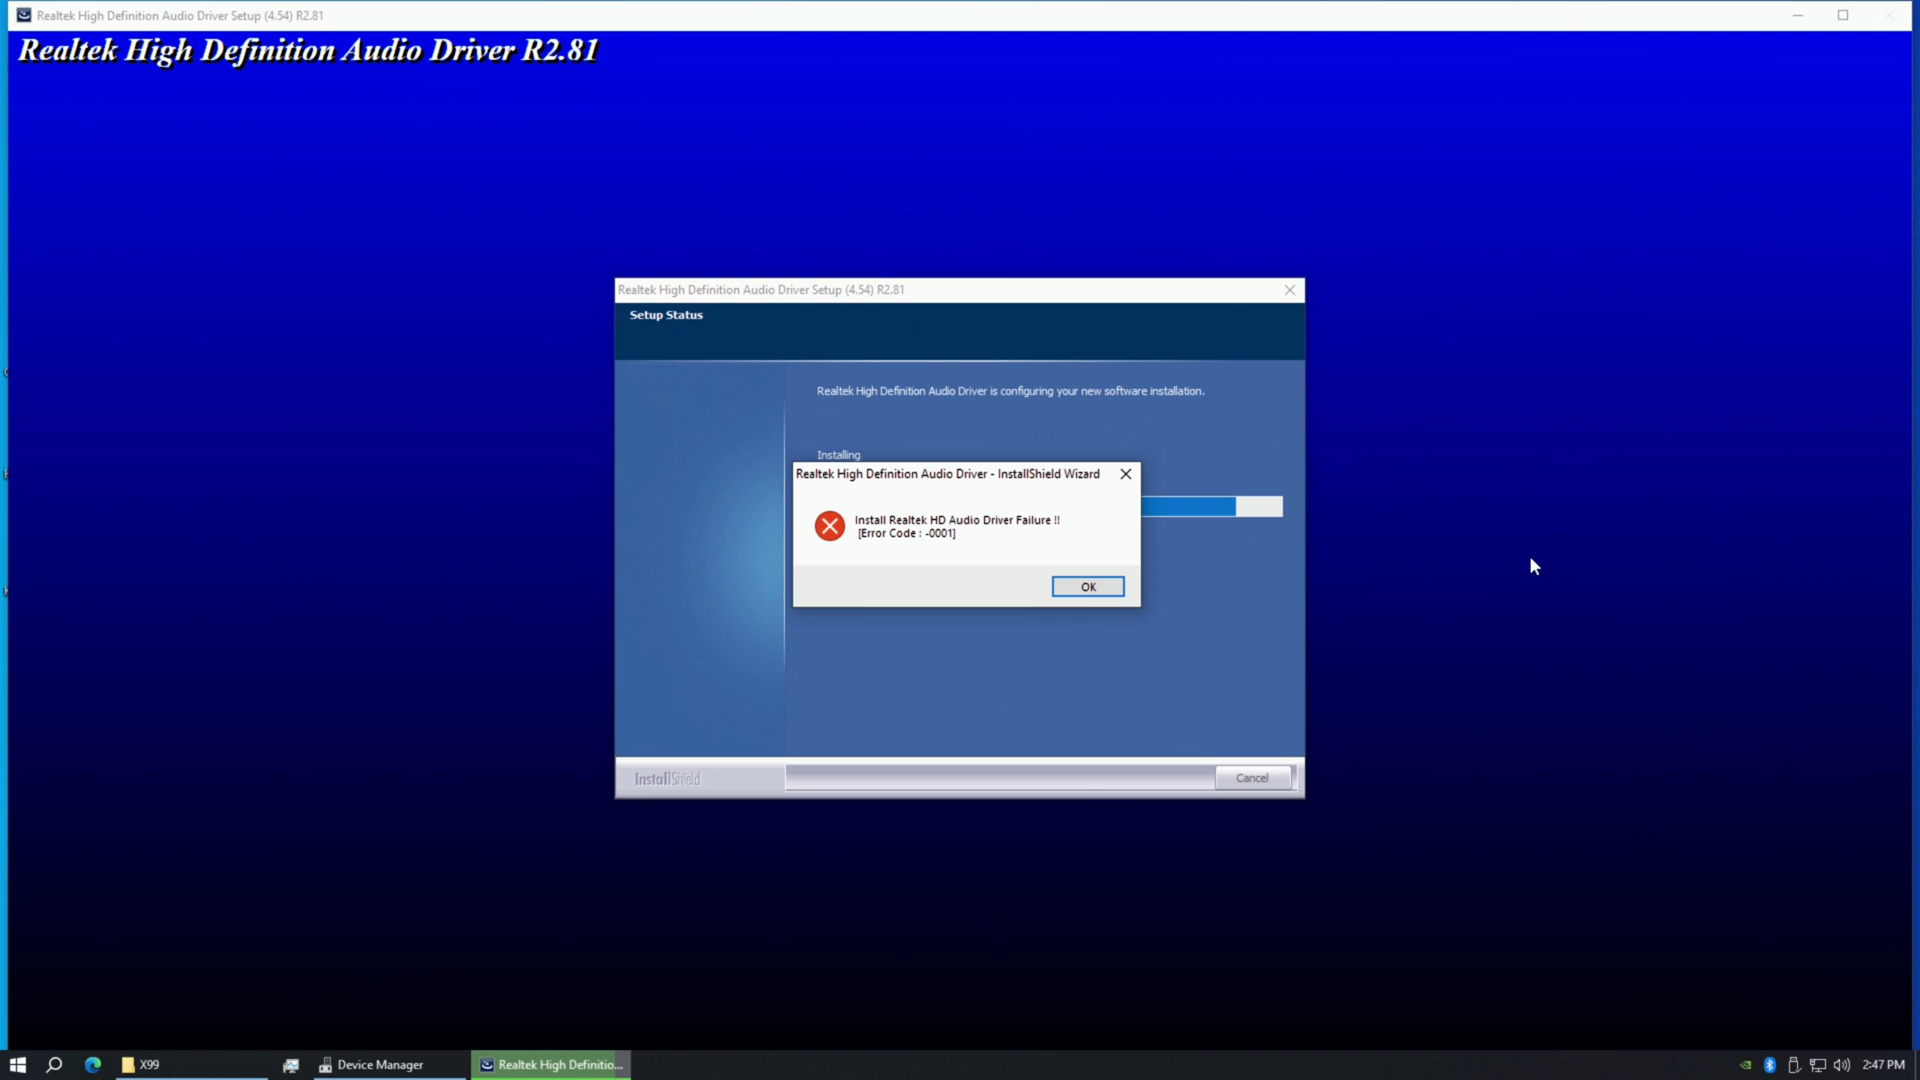 Realtek High Definition Audio Driver Setup (4.54) R2.81
Realtek High Definition Audio Driver R2.81
Realtek High Definition Audio Driver Setup (4.54) R2.81
Setup Status
Realtek High Definition Audio Driver is configuring your new software installation.
Installing
Realtek High Definition Audio Driver - InstallShield Wizard
Install Realtek HD Audio Driver Failure !!
[Error Code : -0001]
OK
InstallShield
Cancel
X99
Device Manager
Realtek High Definitio...
2:47 PM